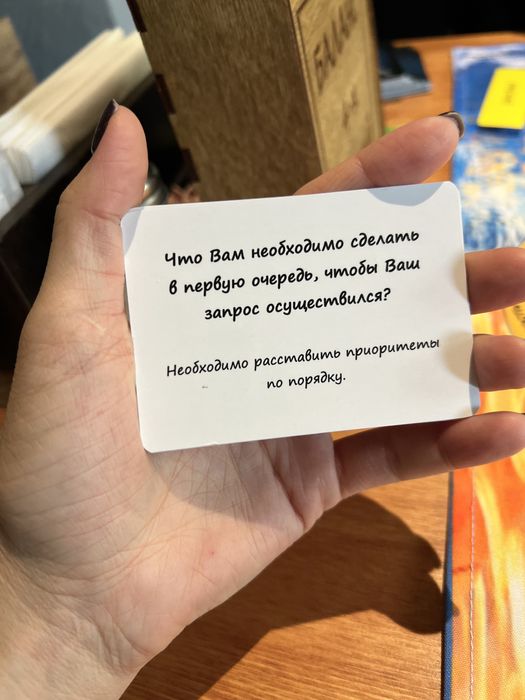 Что Вам необходимо сделать
в первую очередь, чтобы Ваш
запрос осуществился?
Необходимо расставить приоритеты
по порядку.